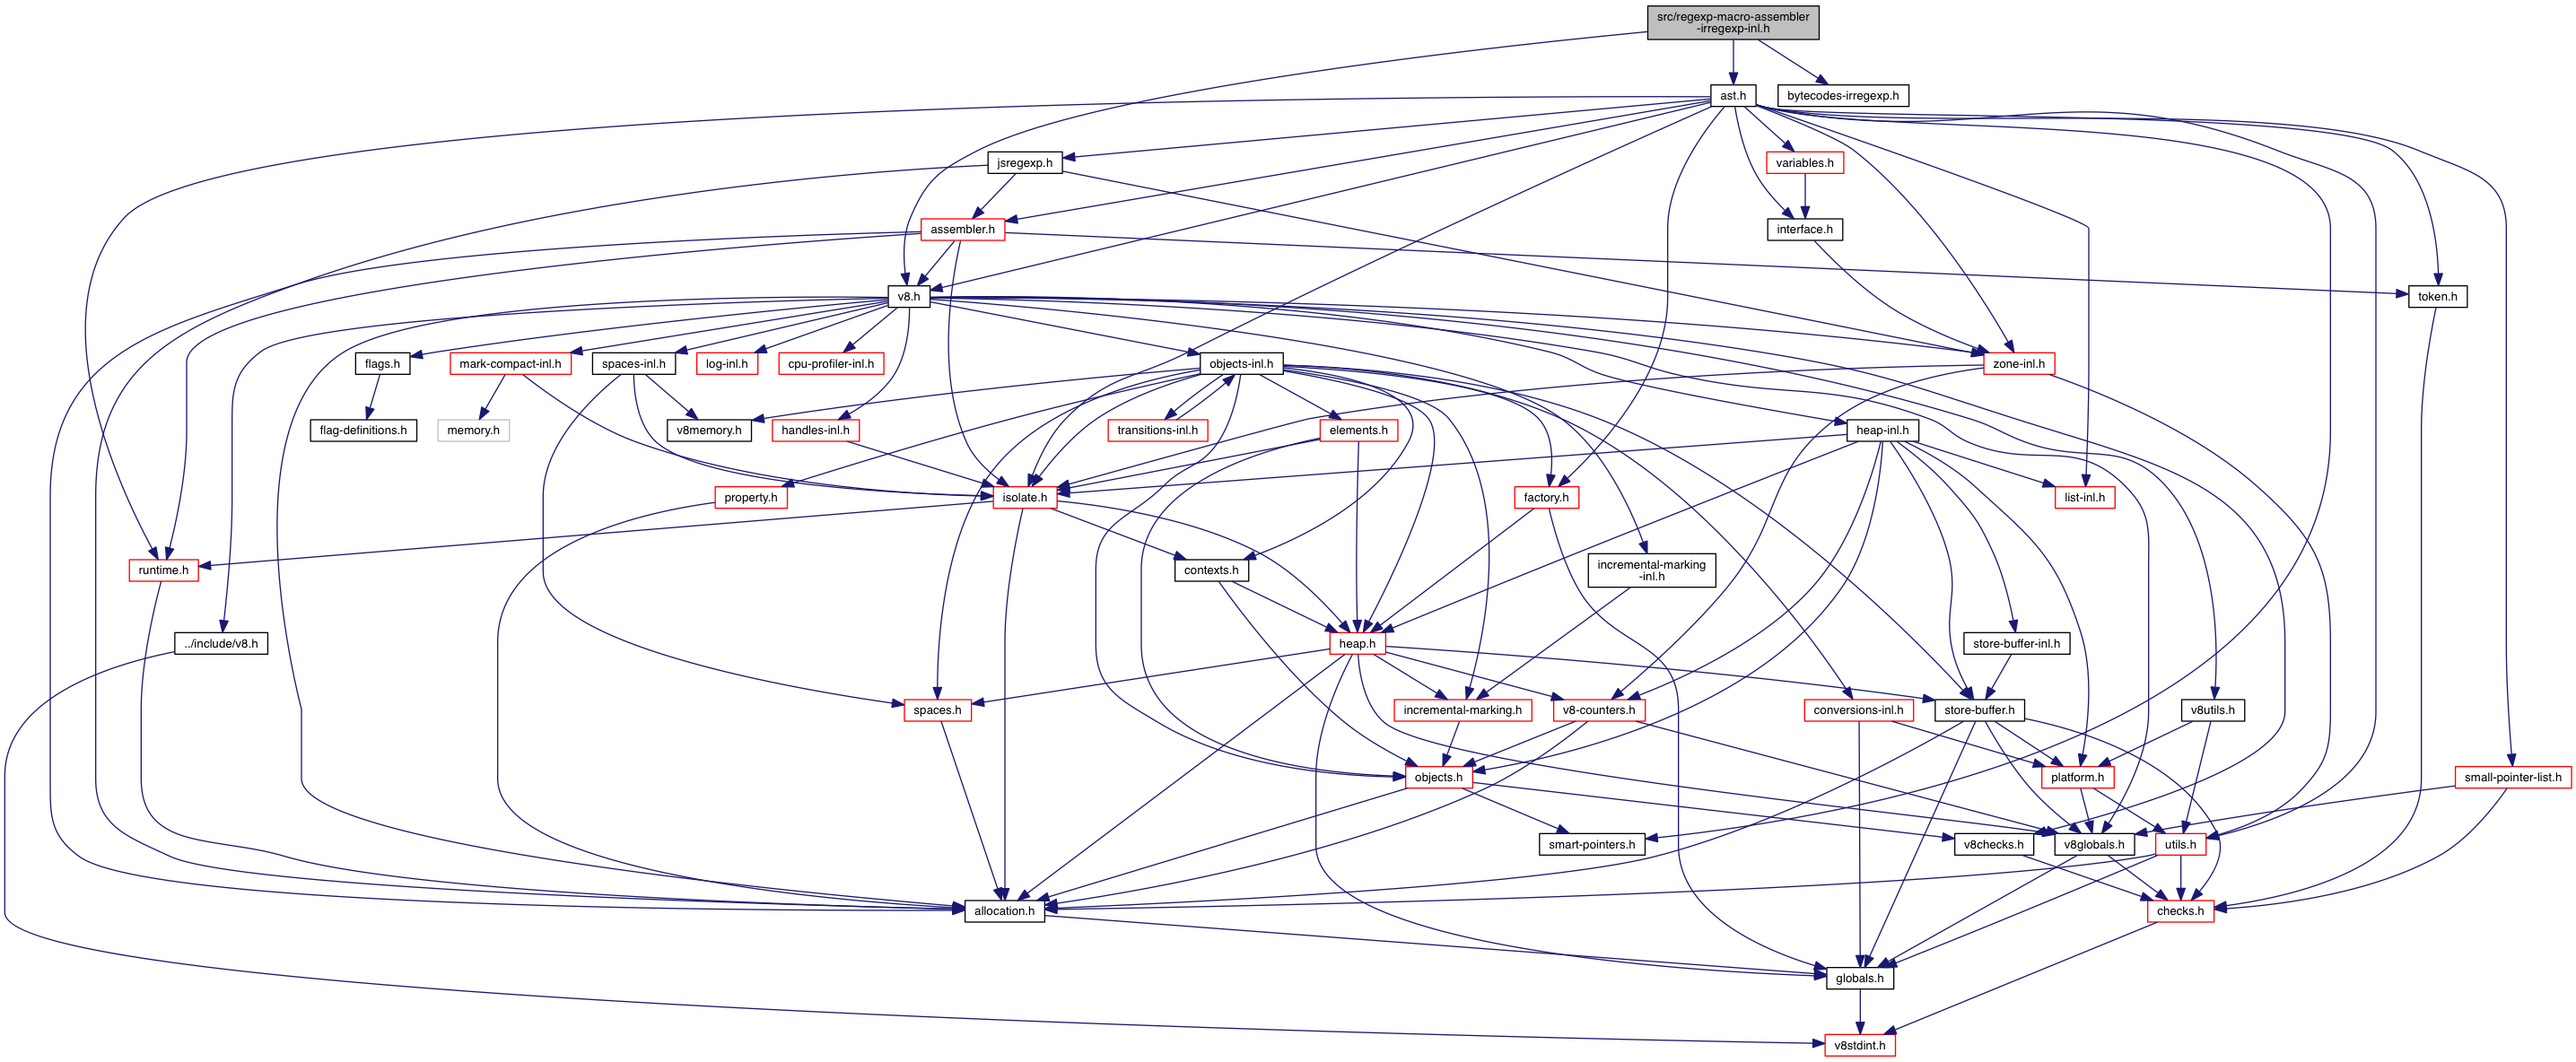 src/regexp-macro-assembler
-irregexp-inl.h
ast.h
bytecodes-irregexp.h
jsregexp.h
variables.h
assembler.h
interface.h
v8.h
token.h
flags.h
mark-compact-inl.h
spaces-inl.h
log-inl.h
cpu-profiler-inl.h
objects-inl.h
zone-inl.h
flag-definitions.h
memory.h
v8memory.h
handles-inl.h
transitions-inl.h
elements.h
heap-inl.h
property.h
isolate.h
factory.h
list-inl.h
runtime.h
contexts.h
incremental-marking
-inl.h
../include/v8.h
heap.h
store-buffer-inl.h
spaces.h
incremental-marking.h
v8-counters.h
conversions-inl.h
store-buffer.h
v8utils.h
objects.h
platform.h
small-pointer-list.h
smart-pointers.h
v8checks.h
v8globals.h
utils.h
allocation.h
checks.h
globals.h
v8stdint.h